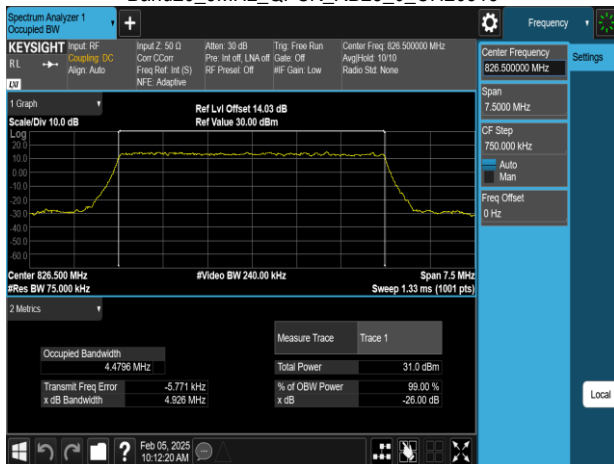 Spectrum Analyzer 1
Occupied BW
Frequency
KEYSIGHT
RL
LXI
Input: RF
Coupling: DC
Align: Auto
Input Z: 50 Ω
Corr CCorr
Freq Ref: Int (S)
NFE: Adaptive
Atten: 30 dB
Pre: Int off, LNA off
RF Presel: Off
Trig: Free Run
Gate: Off
#IF Gain: Low
Center Freq: 826.500000 MHz
Avg|Hold: 10/10
Radio Std: None
Center Frequency
826.500000 MHz
Settings
Span
7.5000 MHz
CF Step
750.000 kHz
Auto
Man
Freq Offset
0 Hz
Local
1 Graph
Scale/Div 10.0 dB
Ref Lvl Offset 14.03 dB
Ref Value 30.00 dBm
Log
20.0
10.0
0.00
-10.0
-20.0
-30.0
-40.0
-50.0
-60.0
Center 826.500 MHz
#Video BW 240.00 kHz
Span 7.5 MHz
#Res BW 75.000 kHz
Sweep 1.33 ms (1001 pts)
2 Metrics
Measure Trace
Trace 1
Occupied Bandwidth
4.4796 MHz
Total Power
31.0 dBm
Transmit Freq Error
-5.771 kHz
% of OBW Power
99.00 %
x dB Bandwidth
4.926 MHz
x dB
-26.00 dB
Feb 05, 2025
10:12:20 AM